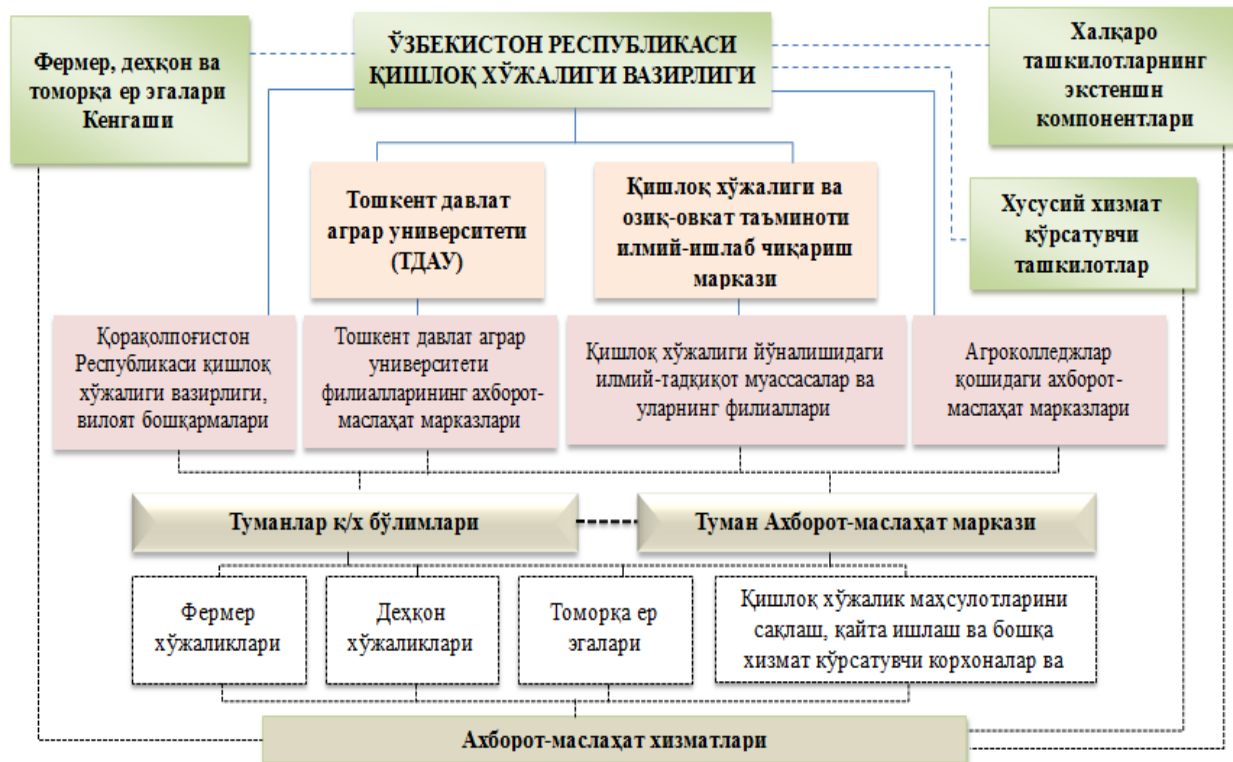 Фермер, деҳқон ва
томорқа ер эгалари
Кенгаши
ЎЗБЕКИСТОН РЕСПУБЛИКАСИ
ҚИШЛОҚ ХЎЖАЛИГИ ВАЗИРЛИГИ
Халқаро
ташкилотларнинг
экстеншн
компонентлари
Тошкент давлат
аграр университети
(ТДАУ)
Қишлоқ хўжалиги ва
озиқ-овкат таъминоти
илмий-ишлаб чиқариш
маркази
Хусусий хизмат
кўрсатувчи
ташкилотлар
Қорақолпоғистон
Республикаси қишлоқ
хўжалиги вазирлиги,
вилоят бошқармалари
Тошкент давлат аграр
университети
филиалларининг ахборот-
маслаҳат марказлари
Қишлоқ хўжалиги йўналишидаги
илмий-тадқиқот муассасалар ва
уларнинг филиаллари
Агроколледжлар
қошидаги ахборот-
маслаҳат марказлари
Туманлар қ/х бўлимлари
Туман Ахборот-маслаҳат маркази
Фермер
хўжаликлари
Деҳқон
хўжаликлари
Томорқа ер
эгалари
Қишлоқ хўжалик маҳсулотларини
сақлаш, қайта ишлаш ва бошқа
хизмат кўрсатувчи корхоналар ва
Ахборот-маслаҳат хизматлари